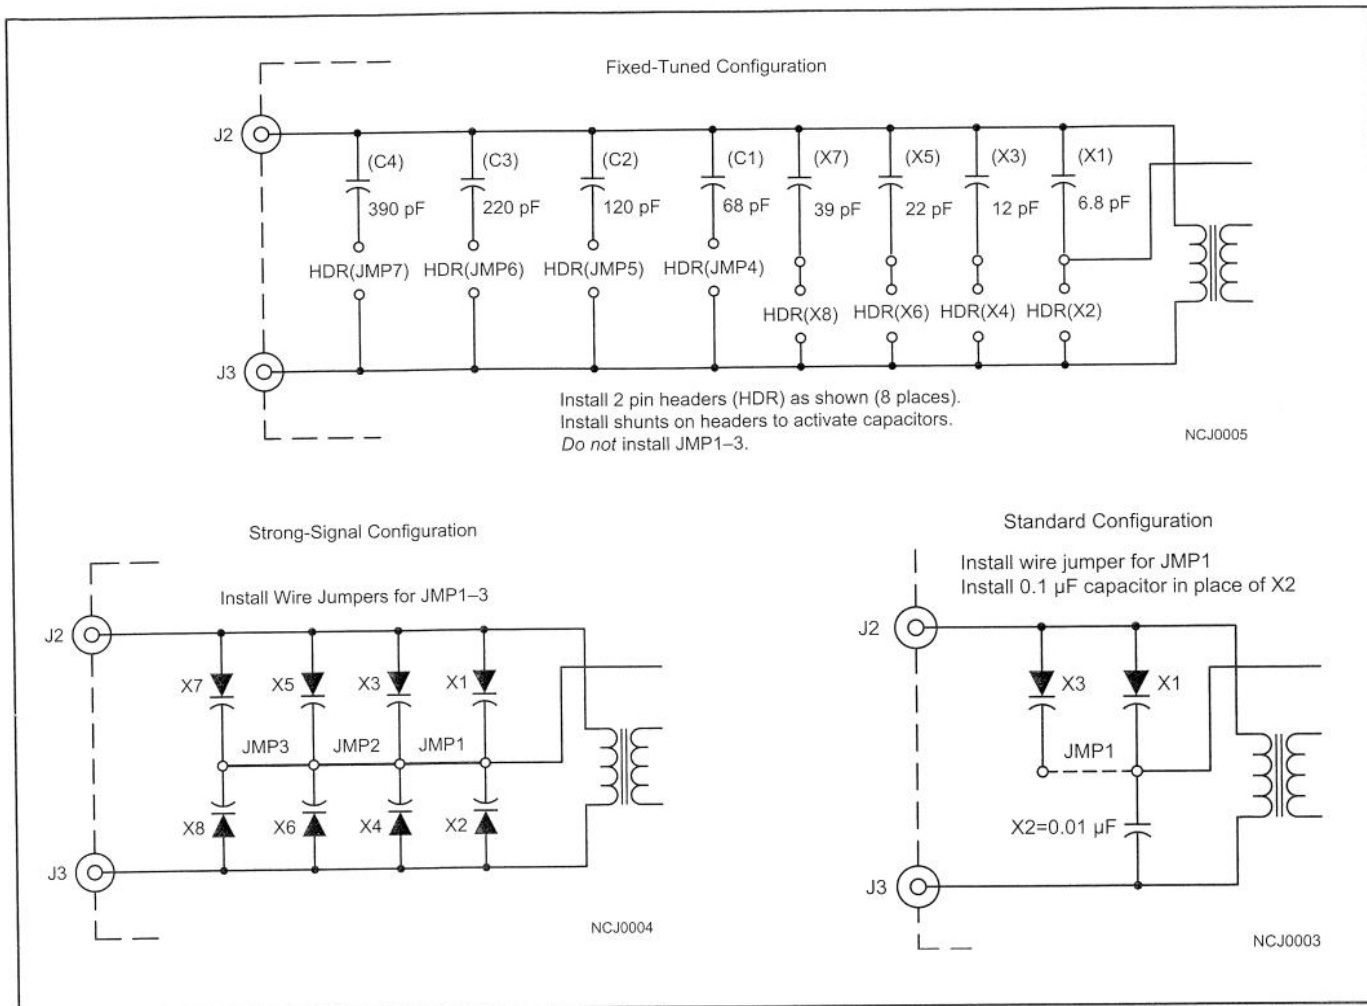 Fixed-Tuned Configuration
J2
(C4)
(C3)
(C2)
(C1)
(X7)
(X5)
(X3)
(X1)
390 pF
220 pF
120 pF
68 pF
39 pF
22 pF
12 pF
6.8 pF
HDR(JMP7)
HDR(JMP6)
HDR(JMP5)
HDR(JMP4)
HDR(X8)
HDR(X6)
HDR(X4)
HDR(X2)
J3
Install 2 pin headers (HDR) as shown (8 places).
Install shunts on headers to activate capacitors.
Do not install JMP1–3.
NCJ0005
Strong-Signal Configuration
Install Wire Jumpers for JMP1–3
J2
X7
X5
X3
X1
JMP3
JMP2
JMP1
X8
X6
X4
X2
J3
NCJ0004
Standard Configuration
Install wire jumper for JMP1
Install 0.1 µF capacitor in place of X2
J2
X3
X1
JMP1
X2=0.01 µF
J3
NCJ0003